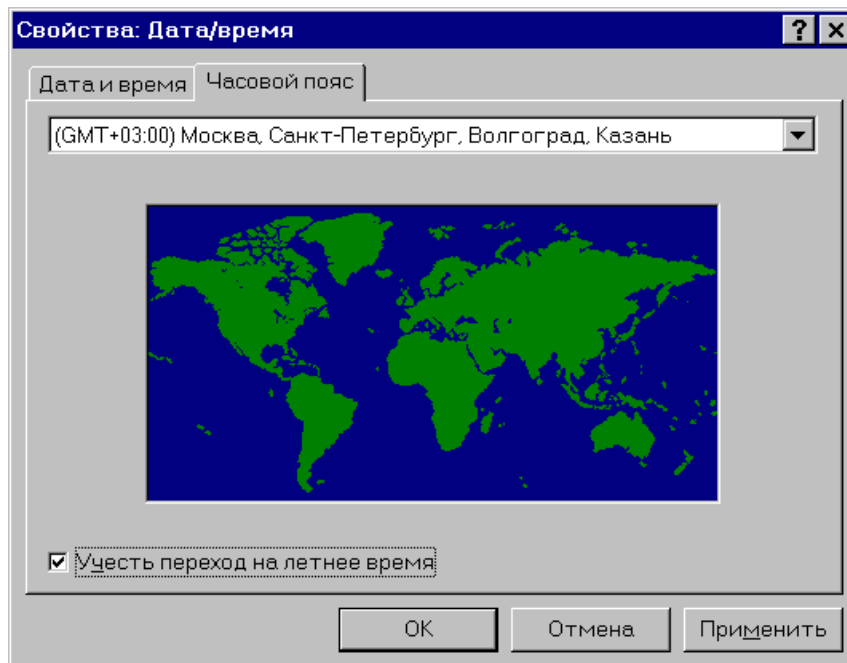 Свойства: Дата/время
Дата и время
Часовой пояс
(GMT+03:00) Москва, Санкт-Петербург, Волгоград, Казань
Учесть переход на летнее время
OK
Отмена
Применить